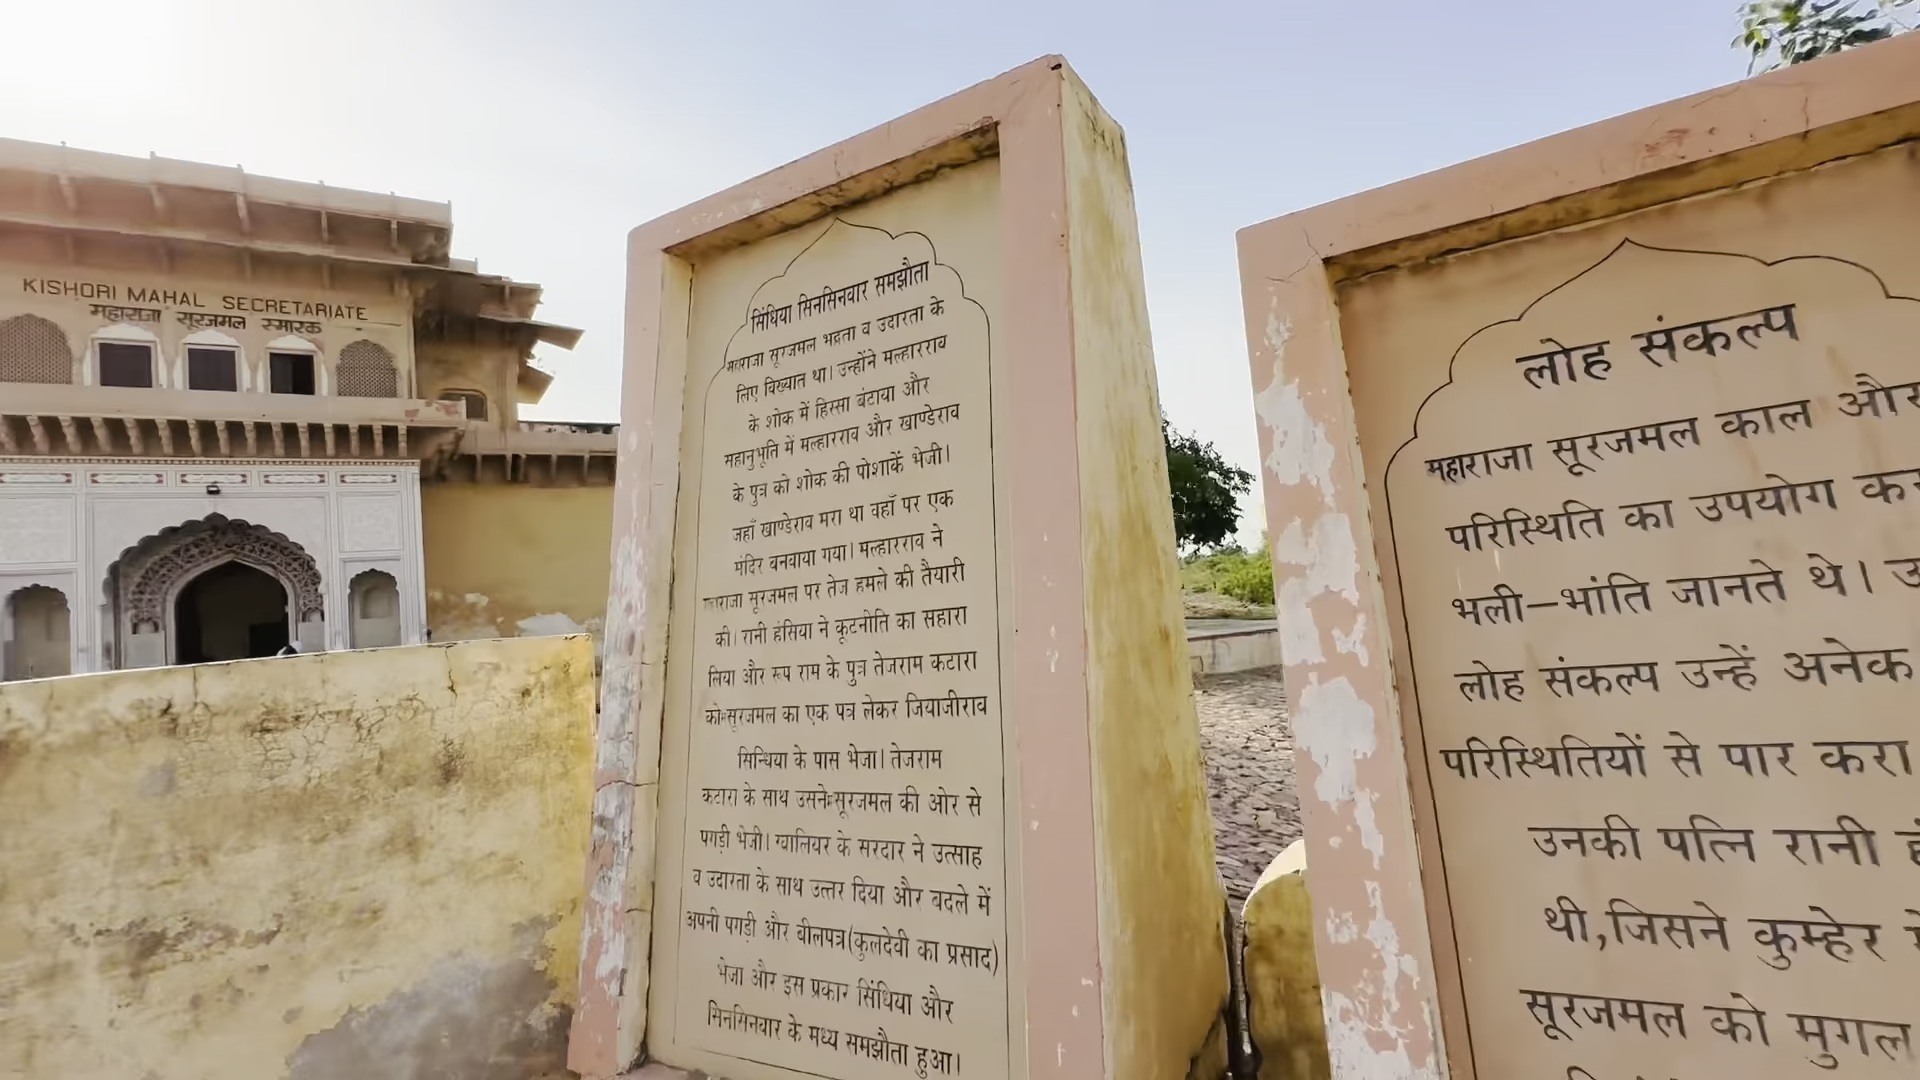 KISHORI MAHAL SECRETARIATE
महाराजा सूरजमल स्मारक
सिंधिया सिनसिनवार समझौता
महाराजा सूरजमल भद्रता व उदारता के
लिए विख्यात था। उन्होंने मल्हारराव
के शोक में हिस्सा बंटाया और
सहानुभूति में मल्हारराव और खाण्डेराव
के पुत्र को शोक की पोशाकें भेजी।
जहाँ खाण्डेराव मरा था वहाँ पर एक
मंदिर बनवाया गया। मल्हारराव ने
महाराजा सूरजमल पर तेज हमले की तैयारी
की। रानी हंसिया ने कूटनीति का सहारा
लिया और रूप राम के पुत्र तेजराम कटारा
को सूरजमल का एक पत्र लेकर जियाजीराव
सिन्धिया के पास भेजा। तेजराम
कटारा के साथ उसने सूरजमल की ओर से
पगड़ी भेजी। ग्वालियर के सरदार ने उत्साह
व उदारता के साथ उत्तर दिया और बदले में
अपनी पगड़ी और बीलपत्र(कुलदेवी का प्रसाद)
भेजा और इस प्रकार सिंधिया और
सिनसिनवार के मध्य समझौता हुआ।
लोह संकल्प
महाराजा सूरजमल काल और
परिस्थिति का उपयोग
भली–भांति जानते थे।
लोह संकल्प उन्हें अनेक
परिस्थितियों से पार करा
उनकी पत्नि रानी
थी,जिसने कुम्हेर
सूरजमल को मुगल